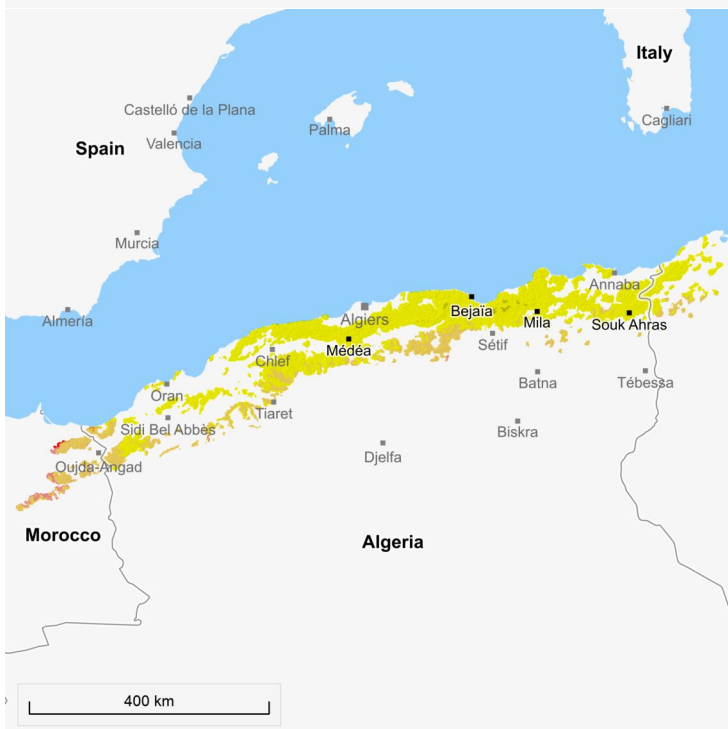 Italy
Castelló de la Plana
Palma
Cagliari
Valencia
Spain
Murcia
Annaba
Almería
Algiers
Bejaïa
Mila
Souk Ahras
Médéa
Sétif
Chlef
Oran
Batna
Tébessa
Tiaret
Sidi Bel Abbès
Biskra
Djelfa
Oujda-Angad
Morocco
Algeria
400 km